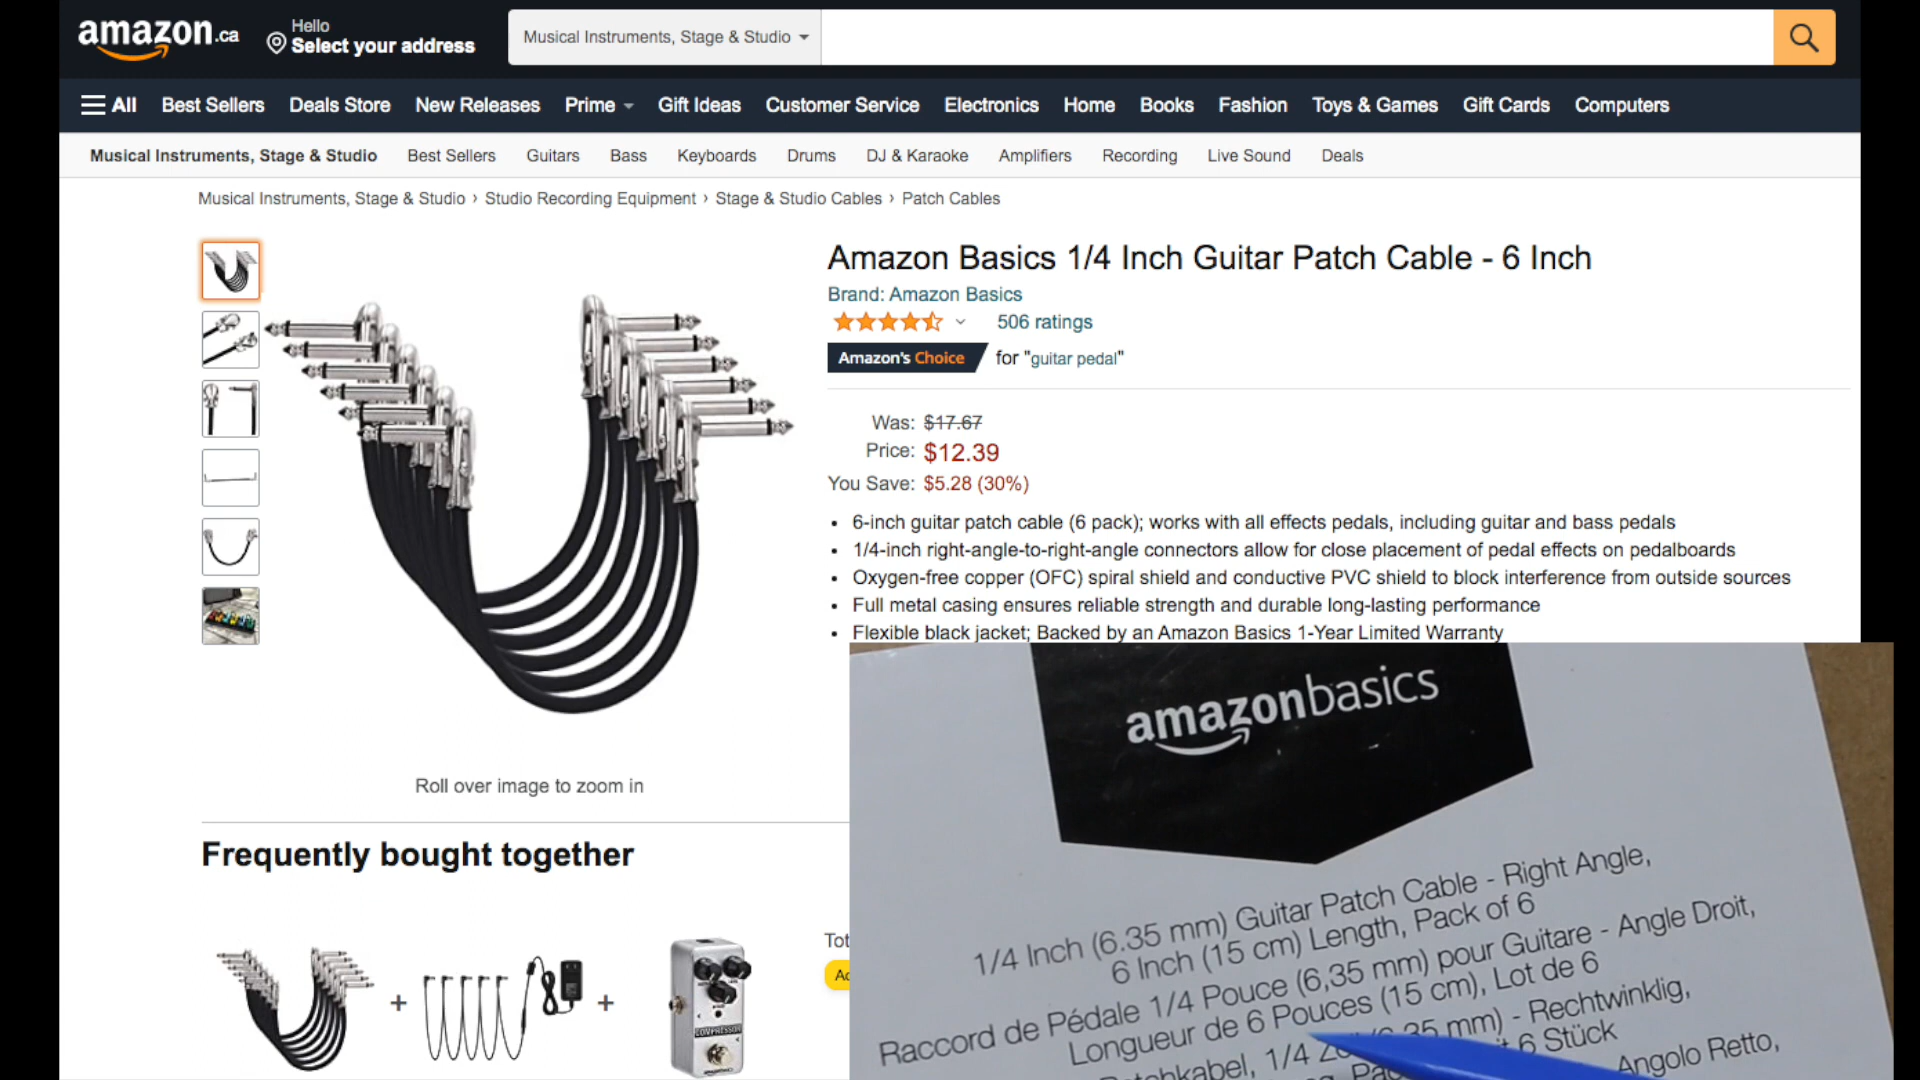 amazon.ca
Hello
Select your address
Musical Instruments, Stage & Studio
All Best Sellers Deals Store New Releases Prime Gift Ideas Customer Service Electronics Home Books Fashion Toys & Games Gift Cards Computers
Musical Instruments, Stage & Studio Best Sellers Guitars Bass Keyboards Drums DJ & Karaoke Amplifiers Recording Live Sound Deals
Musical Instruments, Stage & Studio › Studio Recording Equipment › Stage & Studio Cables › Patch Cables
Amazon Basics 1/4 Inch Guitar Patch Cable - 6 Inch
Brand: Amazon Basics
506 ratings
Amazon's Choice for "guitar pedal"
Was: $17.67
Price: $12.39
You Save: $5.28 (30%)
• 6-inch guitar patch cable (6 pack); works with all effects pedals, including guitar and bass pedals
• 1/4-inch right-angle-to-right-angle connectors allow for close placement of pedal effects on pedalboards
• Oxygen-free copper (OFC) spiral shield and conductive PVC shield to block interference from outside sources
• Full metal casing ensures reliable strength and durable long-lasting performance
• Flexible black jacket; Backed by an Amazon Basics 1-Year Limited Warranty
Roll over image to zoom in
Frequently bought together
+ +
COMPRESSOR
amazonbasics
1/4 Inch (6.35 mm) Guitar Patch Cable - Right Angle,
6 Inch (15 cm) Length, Pack of 6
Raccord de Pédale 1/4 Pouce (6,35 mm) pour Guitare - Angle Droit,
Longueur de 6 Pouces (15 cm), Lot de 6
1/4 mm) - Rechtwinklig,
6 Stück
Angolo Retto,